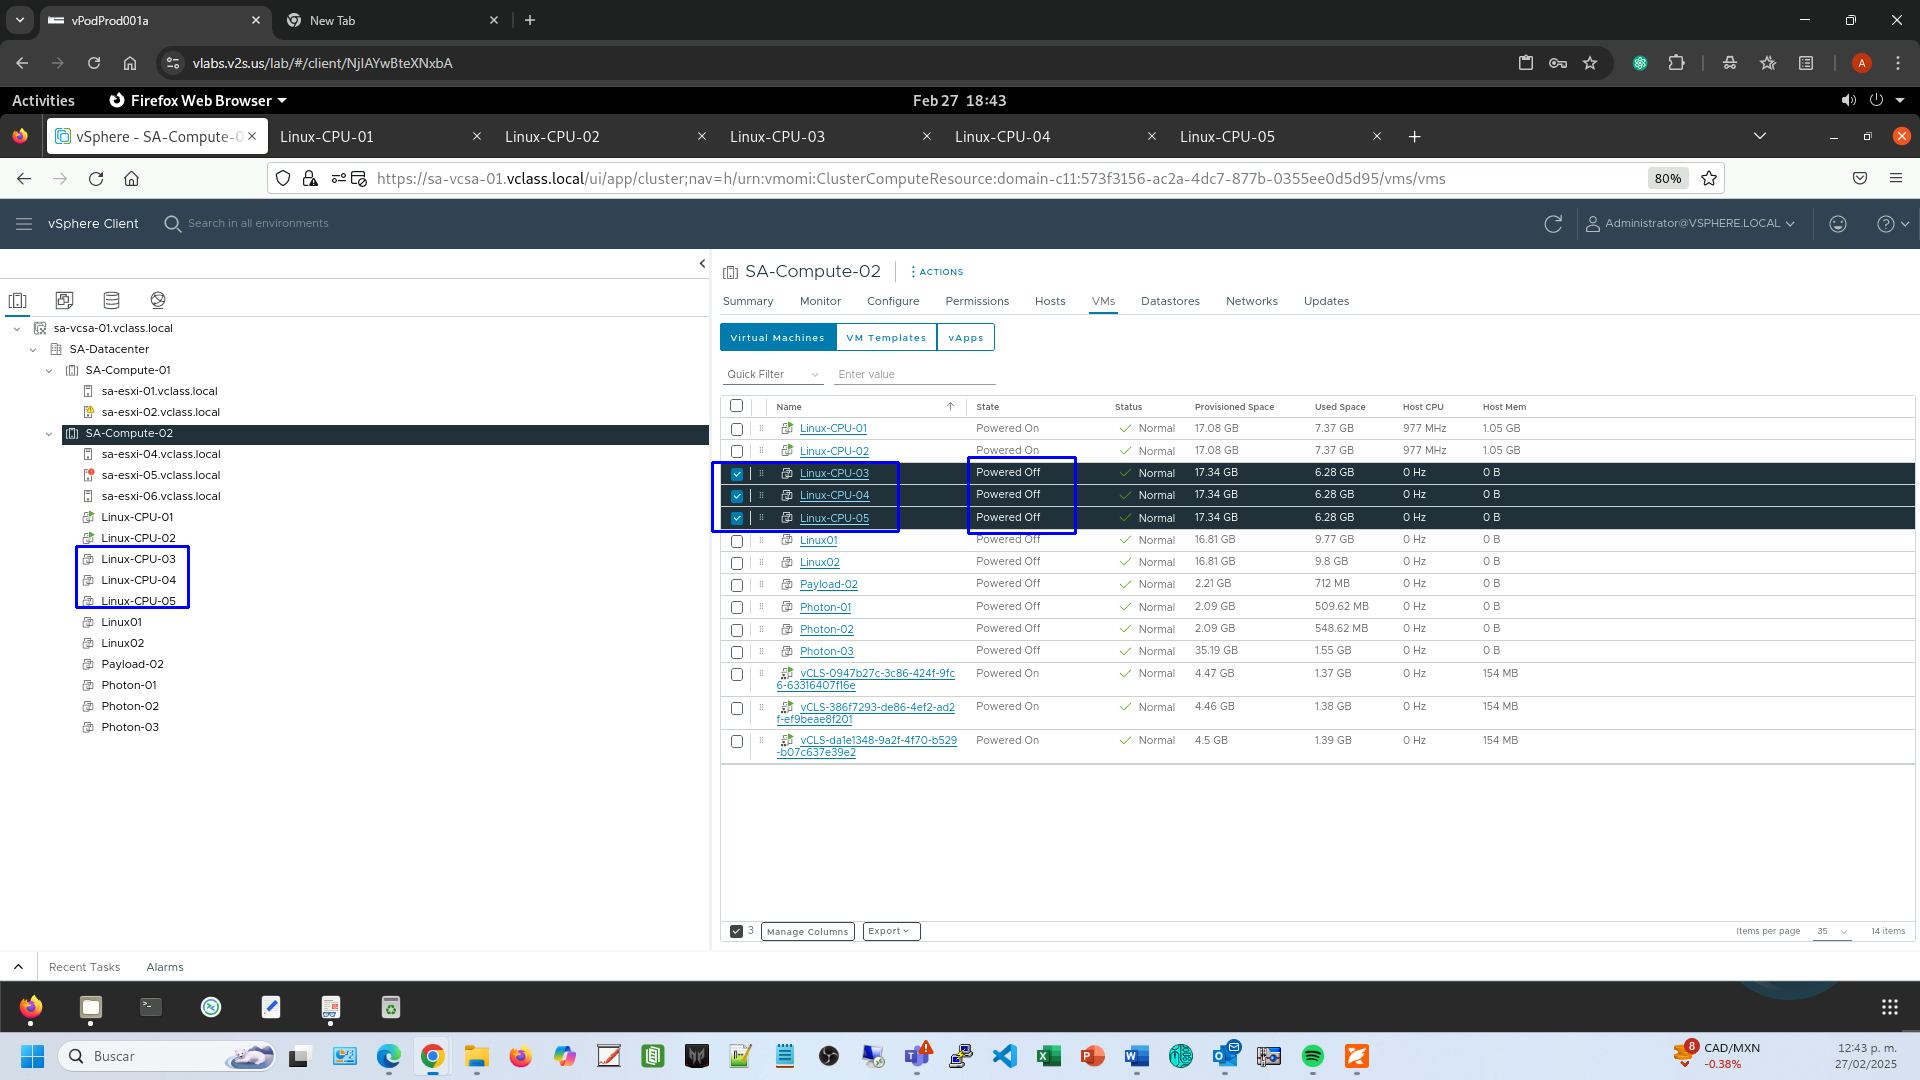 vPodProd001a
New Tab
vlabs.v2s.us/lab/#/client/NjIAYwBteXNxbA
A
Activities
Firefox Web Browser
Feb 27 18:43
vSphere - SA-Compute-0
Linux-CPU-01
Linux-CPU-02
Linux-CPU-03
Linux-CPU-04
Linux-CPU-05
https://sa-vcsa-01.vclass.local/ui/app/cluster;nav=h/urn:vmomi:ClusterComputeResource:domain-c11:573f3156-ac2a-4dc7-877b-0355ee0d5d95/vms/vms
80%
vSphere Client
Search in all environments
Administrator@VSPHERE.LOCAL
sa-vcsa-01.vclass.local
SA-Datacenter
SA-Compute-01
sa-esxi-01.vclass.local
sa-esxi-02.vclass.local
SA-Compute-02
sa-esxi-04.vclass.local
sa-esxi-05.vclass.local
sa-esxi-06.vclass.local
Linux-CPU-01
Linux-CPU-02
Linux-CPU-03
Linux-CPU-04
Linux-CPU-05
Linux01
Linux02
Payload-02
Photon-01
Photon-02
Photon-03
SA-Compute-02
ACTIONS
Summary Monitor Configure Permissions Hosts VMs Datastores Networks Updates
Virtual Machines VM Templates vApps
Quick Filter Enter value
Name State Status Provisioned Space Used Space Host CPU Host Mem
Linux-CPU-01 Powered On Normal 17.08 GB 7.37 GB 977 MHz 1.05 GB
Linux-CPU-02 Powered On Normal 17.08 GB 7.37 GB 977 MHz 1.05 GB
Linux-CPU-03 Powered Off Normal 17.34 GB 6.28 GB 0 Hz 0 B
Linux-CPU-04 Powered Off Normal 17.34 GB 6.28 GB 0 Hz 0 B
Linux-CPU-05 Powered Off Normal 17.34 GB 6.28 GB 0 Hz 0 B
Linux01 Powered Off Normal 16.81 GB 9.77 GB 0 Hz 0 B
Linux02 Powered Off Normal 16.81 GB 9.8 GB 0 Hz 0 B
Payload-02 Powered Off Normal 2.21 GB 712 MB 0 Hz 0 B
Photon-01 Powered Off Normal 2.09 GB 509.62 MB 0 Hz 0 B
Photon-02 Powered Off Normal 2.09 GB 548.62 MB 0 Hz 0 B
Photon-03 Powered Off Normal 35.19 GB 1.55 GB 0 Hz 0 B
vCLS-0947b27c-3c86-424f-9fc Powered On Normal 4.47 GB 1.37 GB 0 Hz 154 MB
6-63316407f16e
vCLS-386f7293-de86-4ef2-ad2 Powered On Normal 4.46 GB 1.38 GB 0 Hz 154 MB
f-ef9beae8f201
vCLS-da1e1348-9a2f-4f70-b529 Powered On Normal 4.5 GB 1.39 GB 0 Hz 154 MB
-b07c637e39e2
3 Manage Columns Export Items per page 35 14 items
Recent Tasks Alarms
Buscar
8
CAD/MXN
-0.38%
12:43 p. m.
27/02/2025